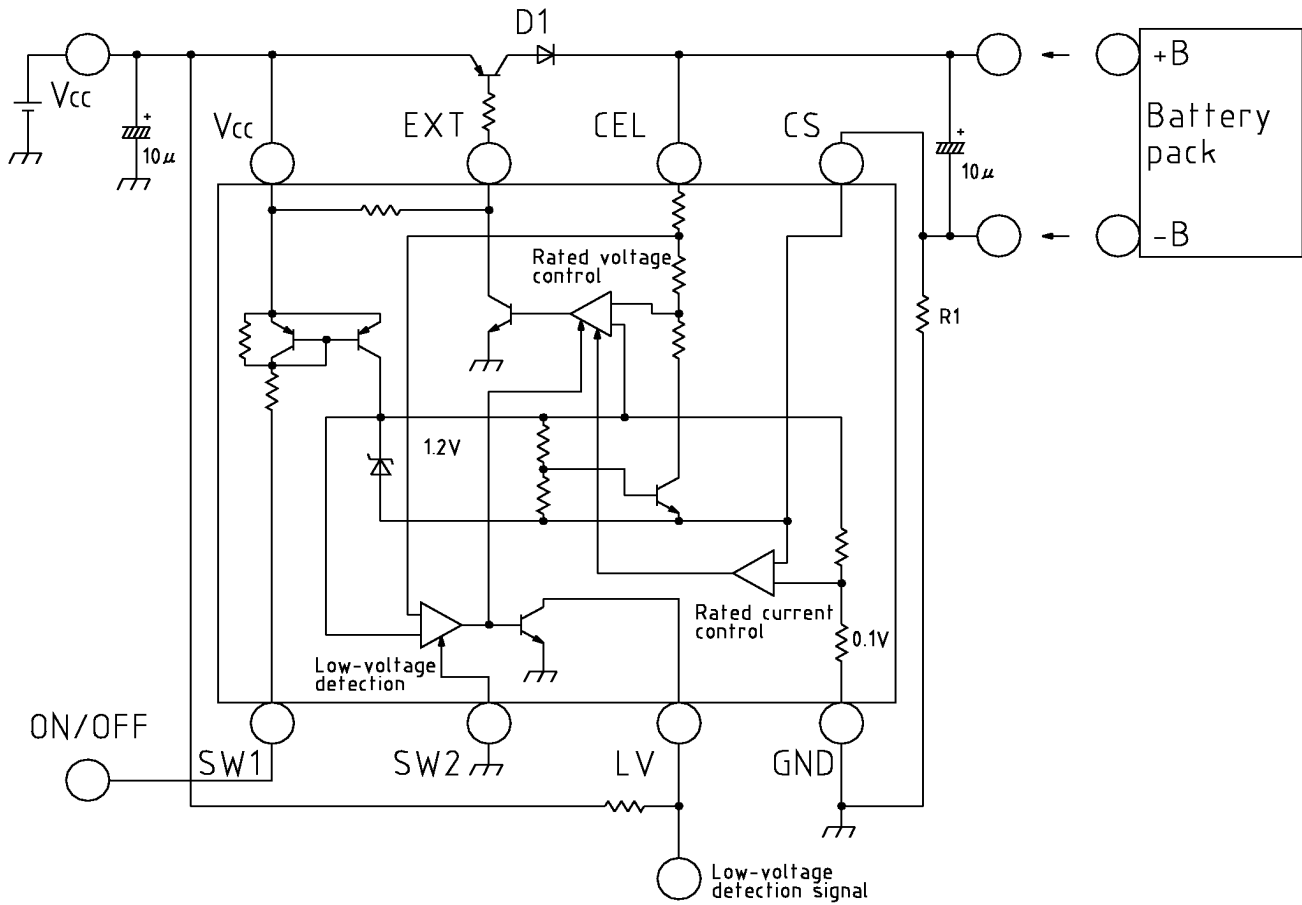 D1
+B
Vcc
Battery
pack
10μ
Vcc
EXT
CEL
CS
10μ
-B
Rated voltage
control
R1
1.2V
Rated current
control
0.1V
Low-voltage
detection
ON/OFF
SW1
SW2
LV
GND
Low-voltage
detection signal